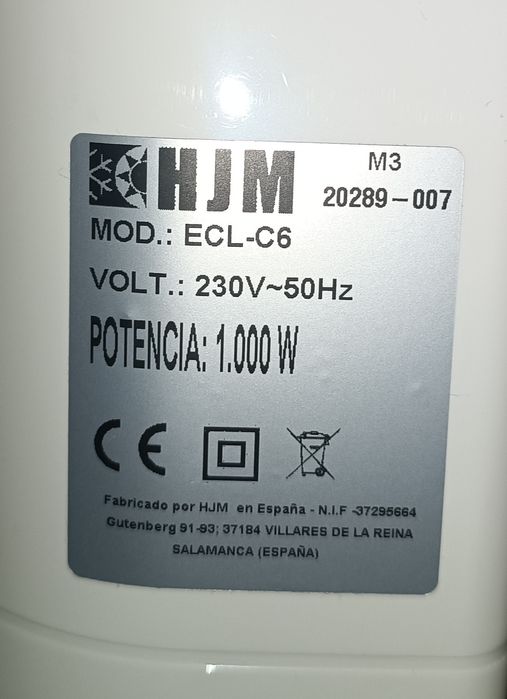 HJM
M3
20289-007
MOD.: ECL-C6
VOLT.: 230V~50Hz
POTENCIA: 1.000 W
CE
Fabricado por HJM en España - N.I.F -37295664
Gutenberg 91-93; 37184 VILLARES DE LA REINA
SALAMANCA (ESPAÑA)